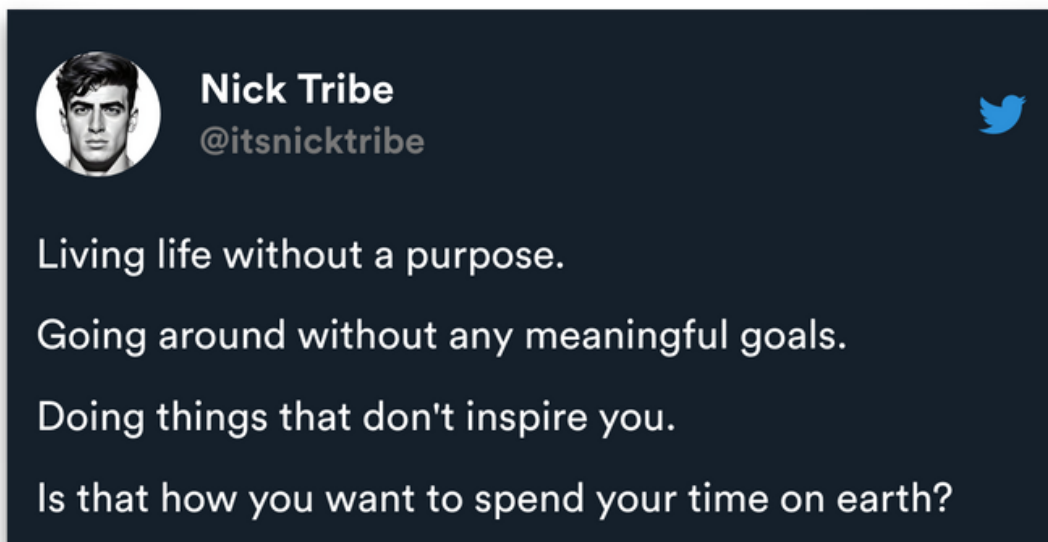 Nick Tribe
@itsnicktribe
Living life without a purpose.
Going around without any meaningful goals.
Doing things that don't inspire you.
Is that how you want to spend your time on earth?